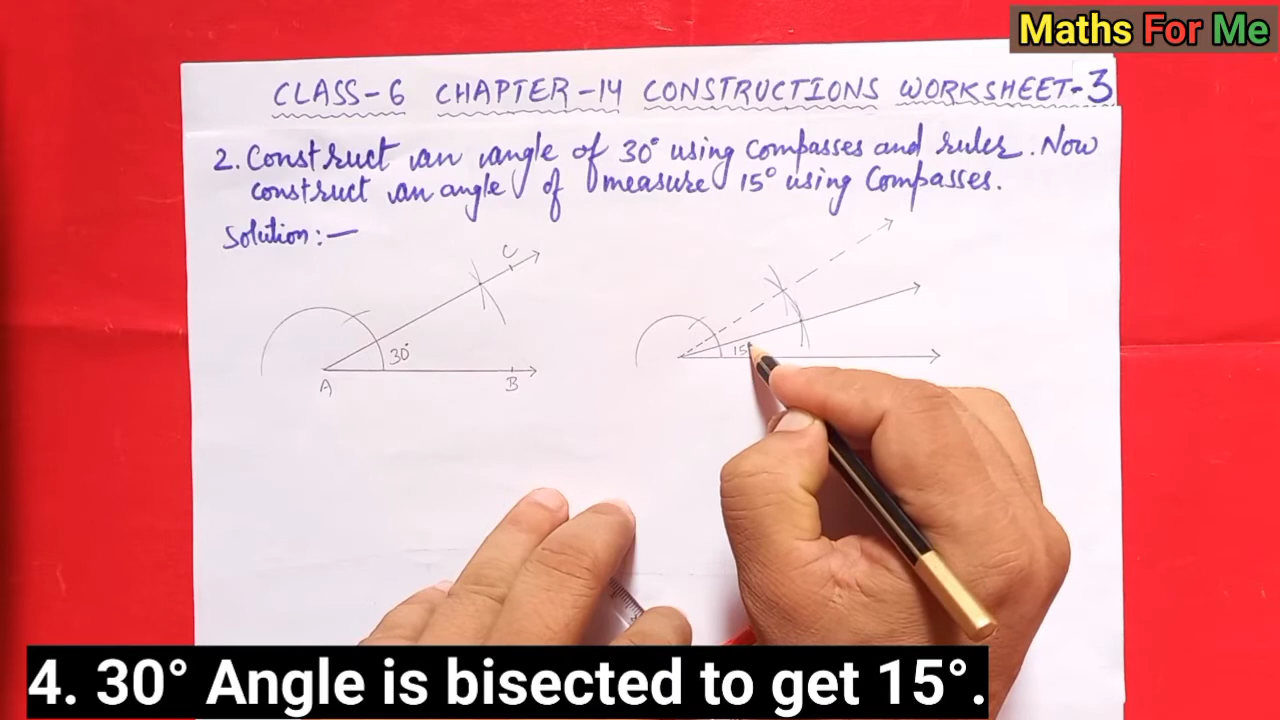 Maths For Me
CLASS-6 CHAPTER-14 CONSTRUCTIONS WORKSHEET-3
2. Construct an angle of 30° using compasses and ruler. Now
construct an angle of measure 15° using Compasses.
Solution:—
C
30°
A
B
15°
4. 30° Angle is bisected to get 15°.